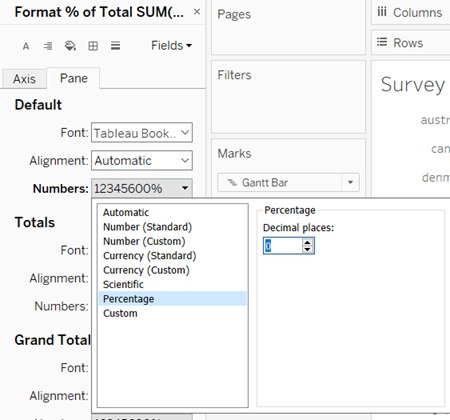 Format % of Total SUM(... ×
Fields
Axis Pane
Default
Font: Tableau Book...
Alignment: Automatic
Numbers: 12345600%
Totals
Font:
Alignment:
Numbers:
Grand Total
Font:
Alignment:
12345600%
Automatic
Number (Standard)
Number (Custom)
Currency (Standard)
Currency (Custom)
Scientific
Percentage
Custom
Percentage
Decimal places:
0
Pages
Filters
Marks
Gantt Bar
Columns
Rows
Survey
austr
can
denm